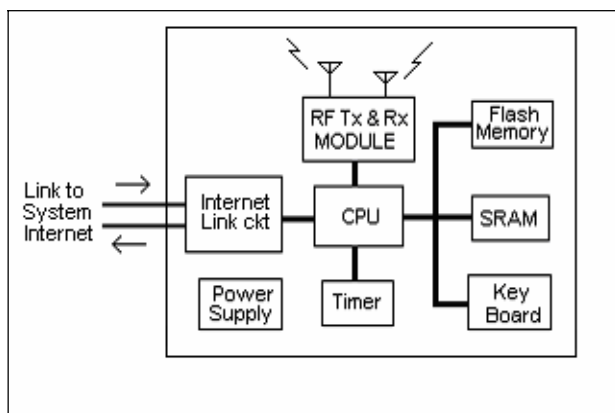 RF Tx & Rx
MODULE
Flash
Memory
Link to
System
Internet
Internet
Link ckt
CPU
SRAM
Power
Supply
Timer
Key
Board